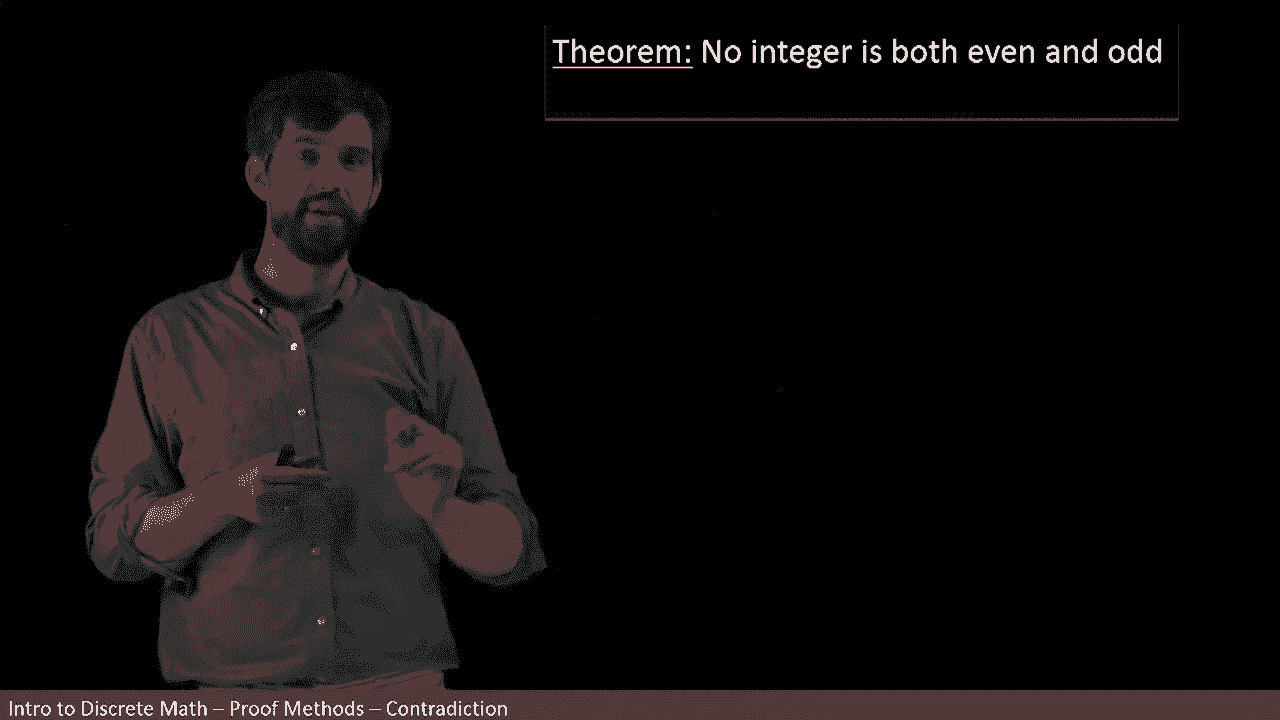 Theorem: No integer is both even and odd
Intro to Discrete Math – Proof Methods – Contradiction